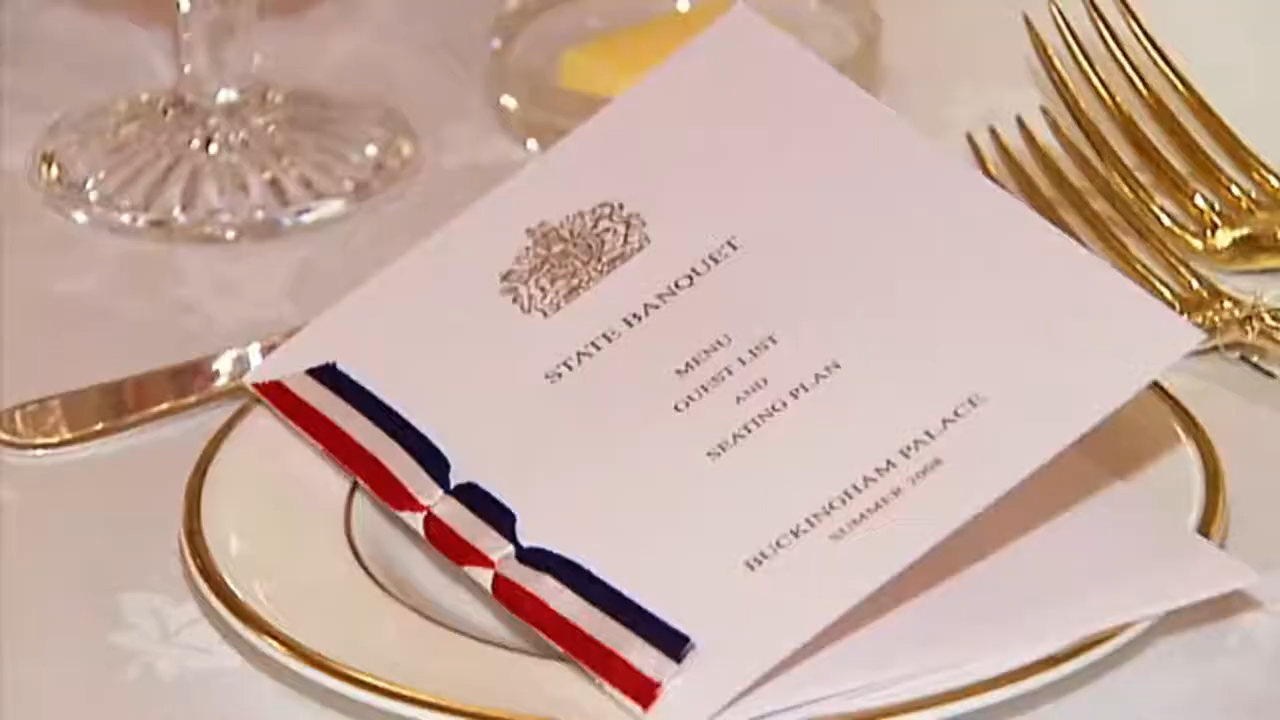 STATE BANQUET
MENU
GUEST LIST
AND
SEATING PLAN
BUCKINGHAM PALACE
SUMMER 2008